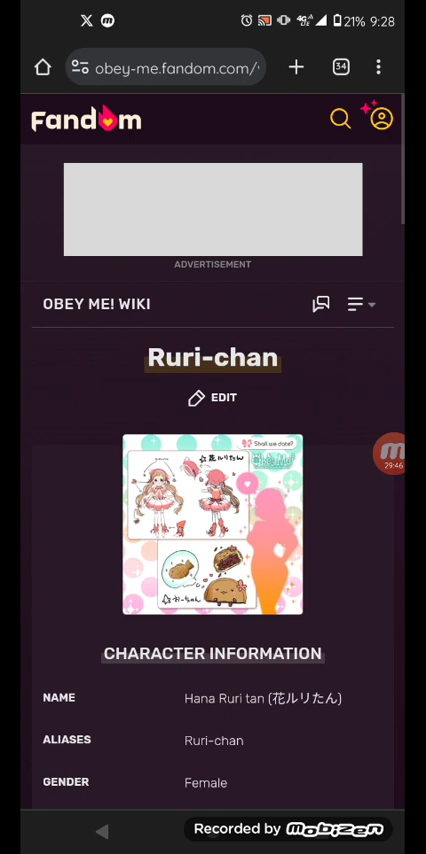 21% 9:28
34
obey-me.fandom.com/
Fandom
ADVERTISEMENT
OBEY ME! WIKI
Ruri-chan
EDIT
Shall we date?
Obey Me!
☆花ルリたん
29:46
CHARACTER INFORMATION
NAME Hana Ruri tan (花ルリたん)
ALIASES Ruri-chan
GENDER Female
Recorded by mobizen